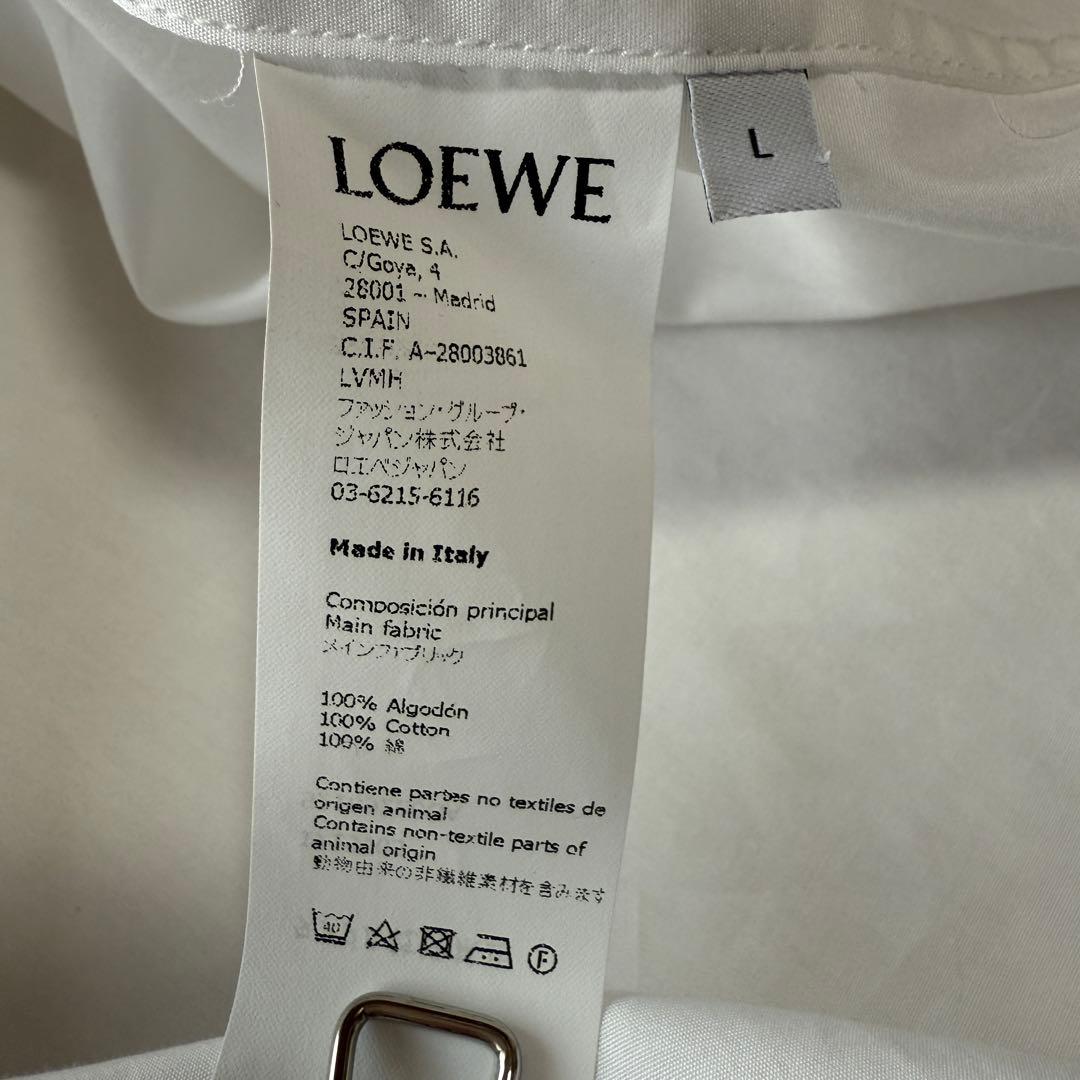 LOEWE
L
LOEWE S.A.
C/Goya, 4
28001 - Madrid
SPAIN
C.I.F. A-28003861
LVMH
ファッション・グループ・
ジャパン株式会社
ロエベジャパン
03-6215-6116
Made in Italy
Composición principal
Main fabric
メインファブリック
100% Algodón
100% Cotton
100% 綿
Contiene partes no textiles de
origen animal
Contains non-textile parts of
animal origin
動物由来の非繊維素材を含みます
40
F